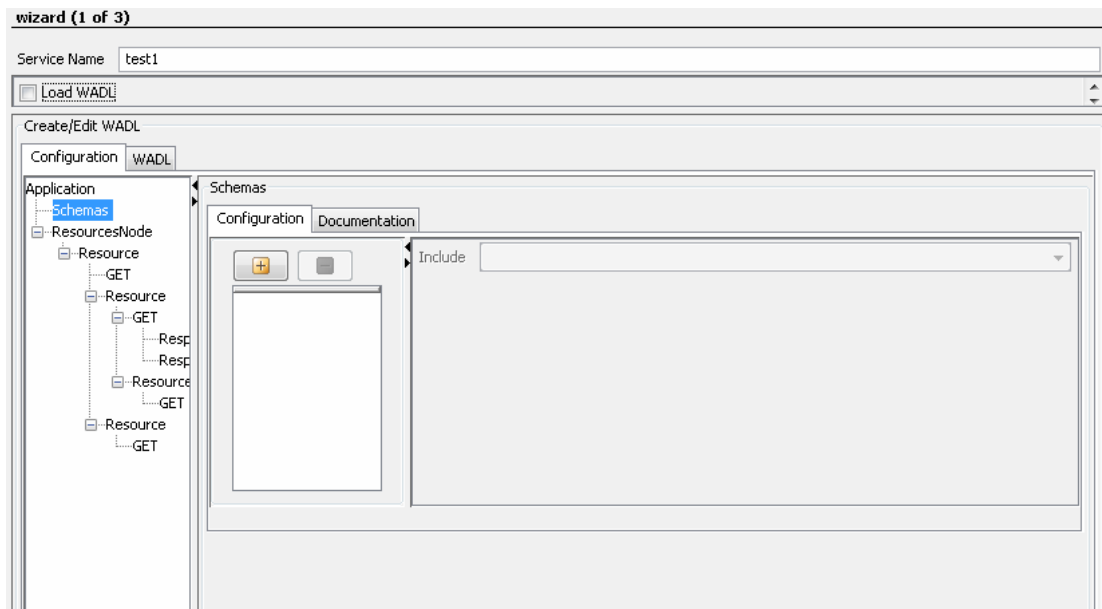 wizard (1 of 3)
Service Name test1
Load WADL
Create/Edit WADL
Configuration WADL
Application
Schemas
ResourcesNode
Resource
GET
Resource
GET
Resp
Resp
Resource
GET
Resource
GET
Schemas
Configuration Documentation
Include